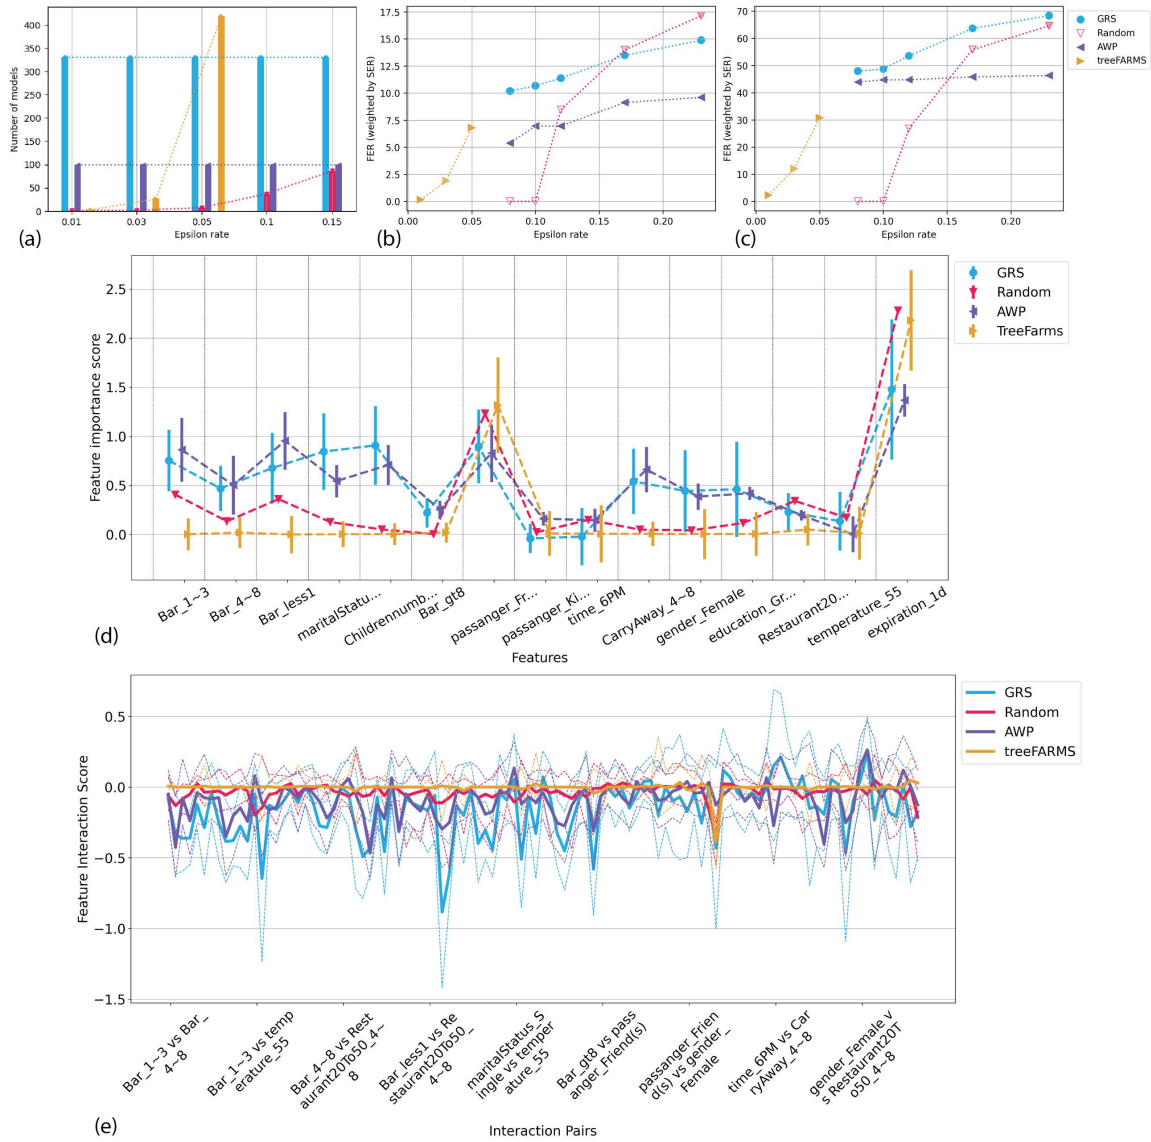 Number of models
400
350
300
250
200
150
100
50
0
0.01
0.03
0.05
0.1
0.15
Epsilon rate
(a)
FER (weighted by SER)
17.5
15.0
12.5
10.0
7.5
5.0
2.5
0.0
0.00
0.05
0.10
0.15
0.20
Epsilon rate
(b)
FER (weighted by SER)
70
60
50
40
30
20
10
0
0.00
0.05
0.10
0.15
0.20
Epsilon rate
(c)
GRS
Random
AWP
treeFARMS
Feature importance score
2.5
2.0
1.5
1.0
0.5
0.0
Bar_1~3
Bar_4~8
Bar_less1
maritalStatu...
Childrennumb...
Bar_gt8
passanger_Fr...
passanger_Ki...
time_6PM
CarryAway_4~8
gender_Female
education_Gr...
Restaurant20...
temperature_55
expiration_1d
Features
(d)
GRS
Random
AWP
TreeFarms
Feature Interaction Score
0.5
0.0
−0.5
−1.0
−1.5
Bar_1~3 vs Bar_
4~8
Bar_1~3 vs temp
erature_55
Bar_4~8 vs Rest
aurant20To50_4~
8
Bar_less1 vs Re
staurant20To50_
4~8
maritalStatus_S
ingle vs temper
ature_55
Bar_gt8 vs pass
anger_Friend(s)
passanger_Frien
d(s) vs gender_
Female
time_6PM vs Car
ryAway_4~8
gender_Female v
s Restaurant20T
o50_4~8
Interaction Pairs
(e)
GRS
Random
AWP
treeFARMS